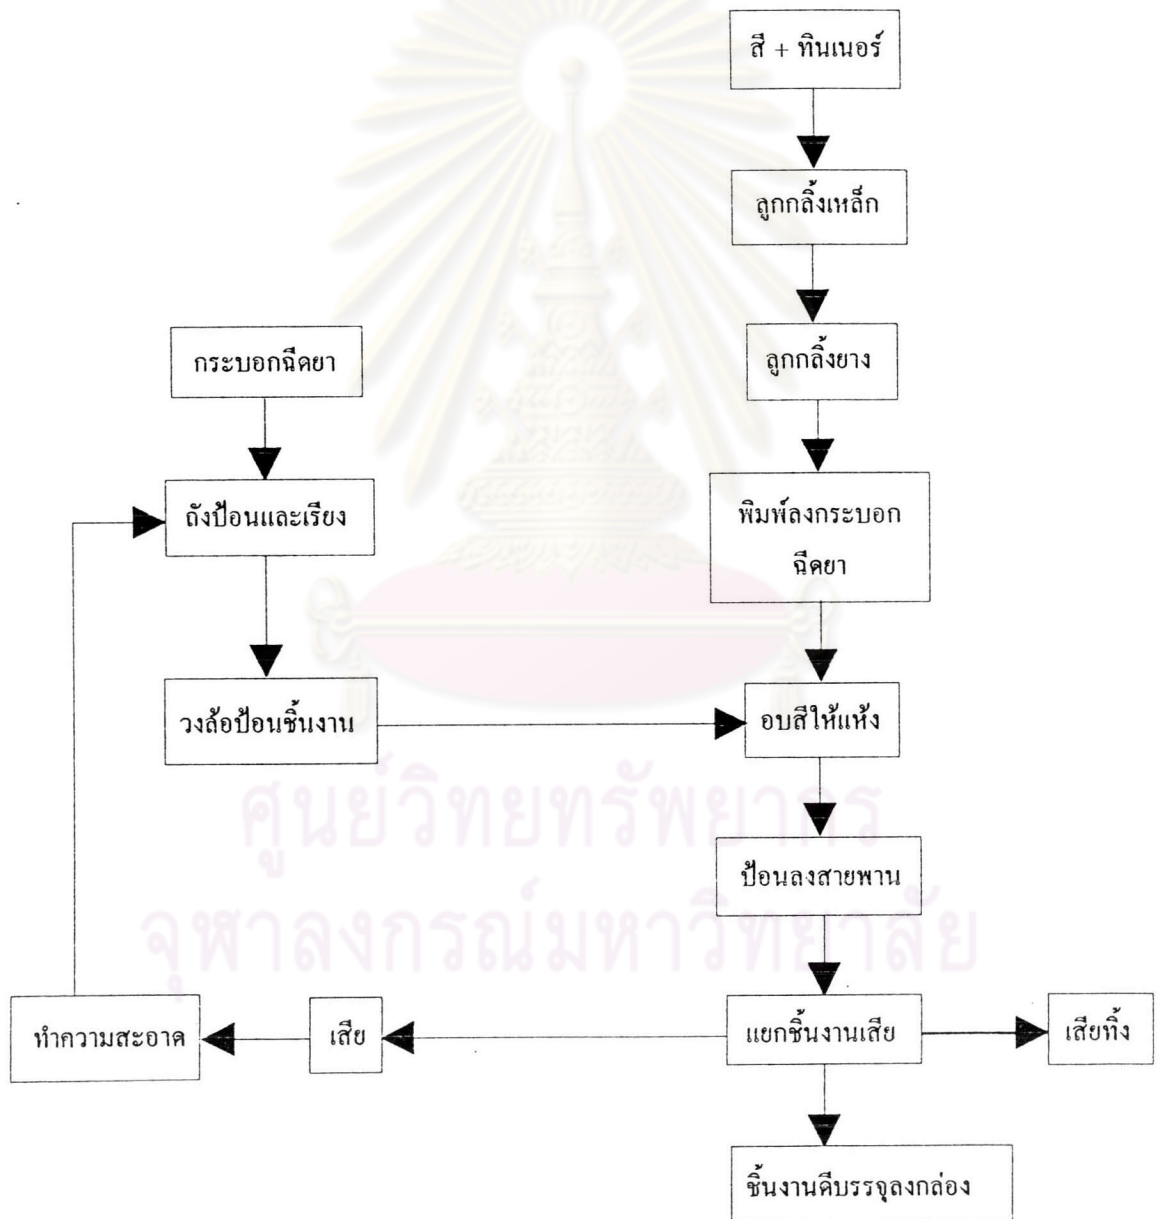 สี + ทินเนอร์
ลูกกลิ้งเหล็ก
ลูกกลิ้งยาง
กระบอกฉีดยา
ถังป้อนและเรียง
พิมพ์ลงกระบอก
ฉีดยา
วงล้อป้อนชิ้นงาน
อบสีให้แห้ง
ศูนย์วิทยทรัพยากร
ป้อนลงสายพาน
จุฬาลงกรณ์มหาวิทยาลัย
ทำความสะอาด
เสีย
แยกชิ้นงานเสีย
เสียทิ้ง
ชิ้นงานดีบรรจุลงกล่อง